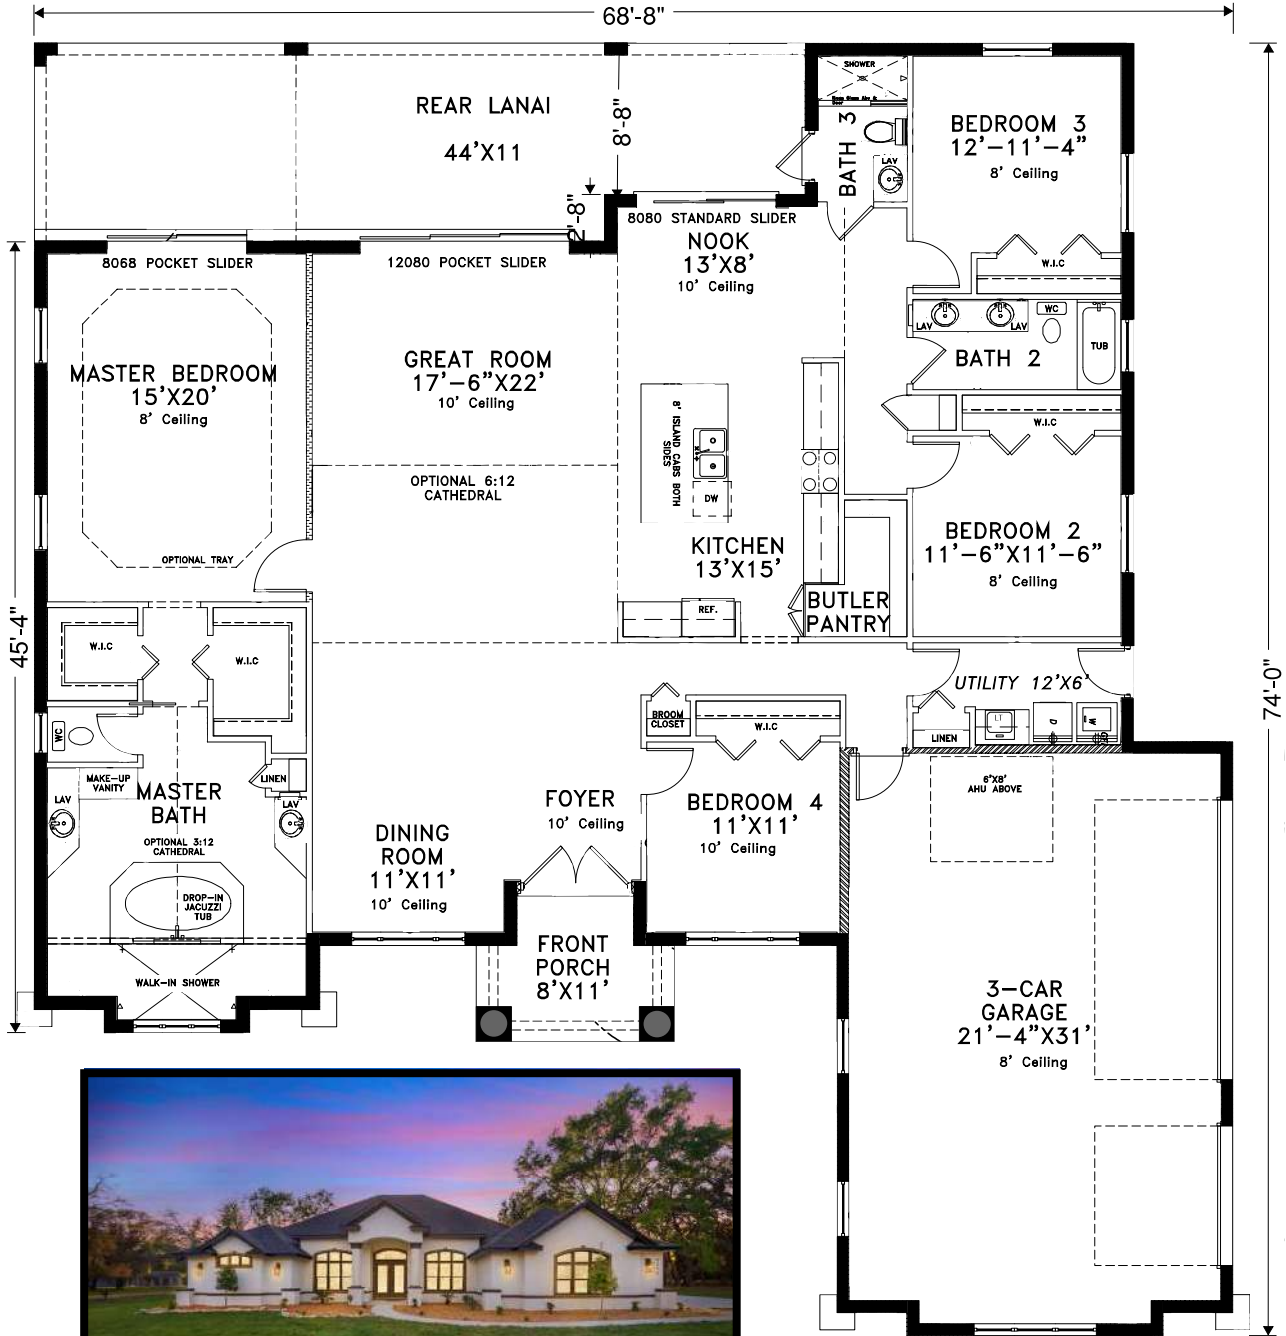 68'-8"
REAR LANAI
44'X11
8'-8"
2'-8"
SHOWER
BATH 3
LAV
BEDROOM 3
12'-11'-4"
8' Ceiling
W.I.C
8080 STANDARD SLIDER
NOOK
13'X8'
10' Ceiling
8068 POCKET SLIDER
12080 POCKET SLIDER
MASTER BEDROOM
15'X20'
8' Ceiling
OPTIONAL TRAY
GREAT ROOM
17'-6"X22'
10' Ceiling
OPTIONAL 6:12
CATHEDRAL
8' ISLAND CABS BOTH
SIDES
DW
KITCHEN
13'X15'
REF.
BUTLER
PANTRY
LAV
LAV
WC
TUB
BATH 2
W.I.C
BEDROOM 2
11'-6"X11'-6"
8' Ceiling
45'-4"
74'-0"
W.I.C
W.I.C
UTILITY 12'X6'
LT
D
W
LINEN
BROOM
CLOSET
W.I.C
WC
MAKE-UP
VANITY
LINEN
LAV
LAV
MASTER
BATH
OPTIONAL 3:12
CATHEDRAL
DROP-IN
JACUZZI
TUB
WALK-IN SHOWER
DINING
ROOM
11'X11'
10' Ceiling
FOYER
10' Ceiling
BEDROOM 4
11'X11'
10' Ceiling
6'X8'
AHU ABOVE
FRONT
PORCH
8'X11'
3-CAR
GARAGE
21'-4"X31'
8' Ceiling